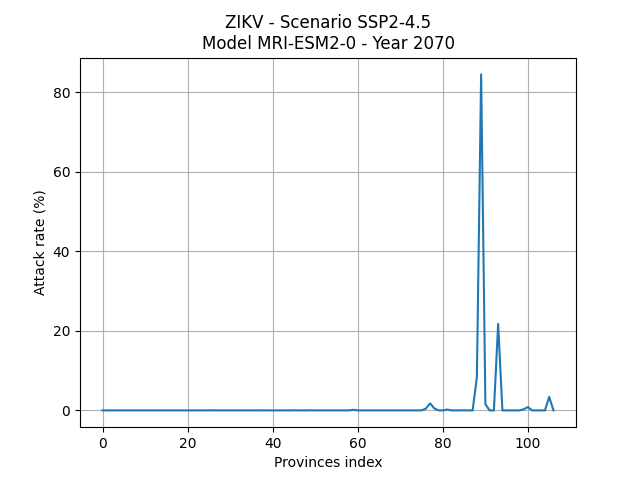 ZIKV - Scenario SSP2-4.5
Model MRI-ESM2-0 - Year 2070
80
60
40
20
0
Attack rate (%)
0 20 40 60 80 100
Provinces index